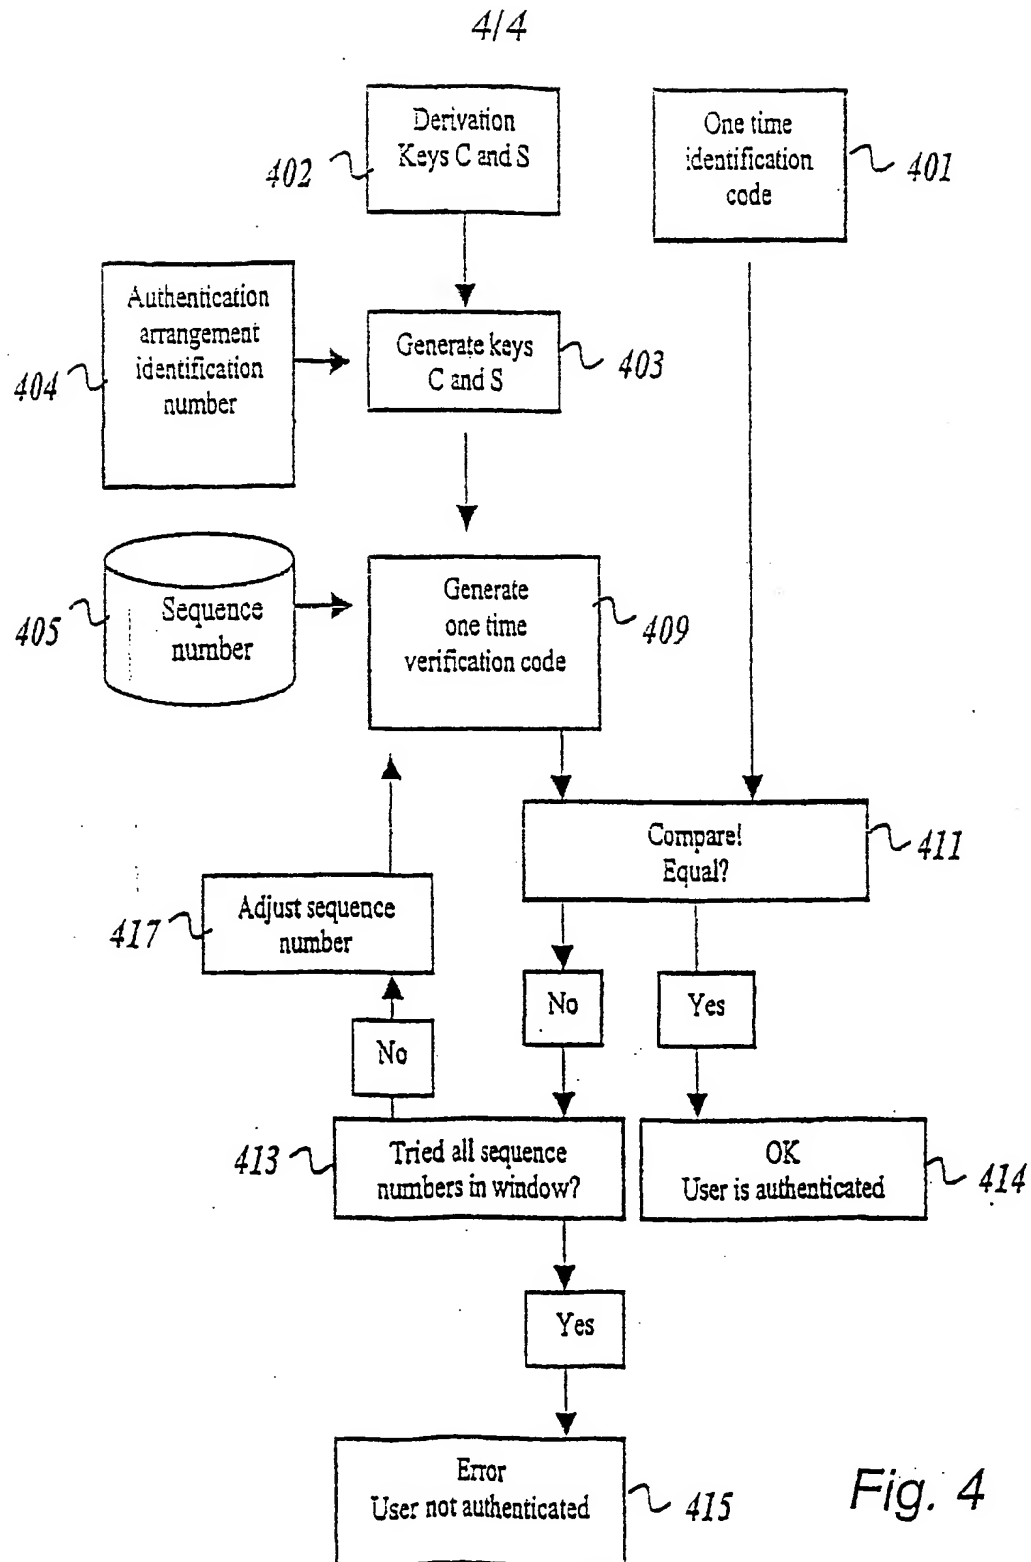 4/4
Derivation
Keys C and S
402
One time
identification
code
401
Authentication
arrangement
identification
number
404
Generate keys
C and S
403
Sequence
number
405
Generate
one time
verification code
409
Compare!
Equal?
411
Adjust sequence
number
417
No
Yes
No
Tried all sequence
numbers in window?
413
OK
User is authenticated
414
Yes
Error
User not authenticated
415
Fig. 4